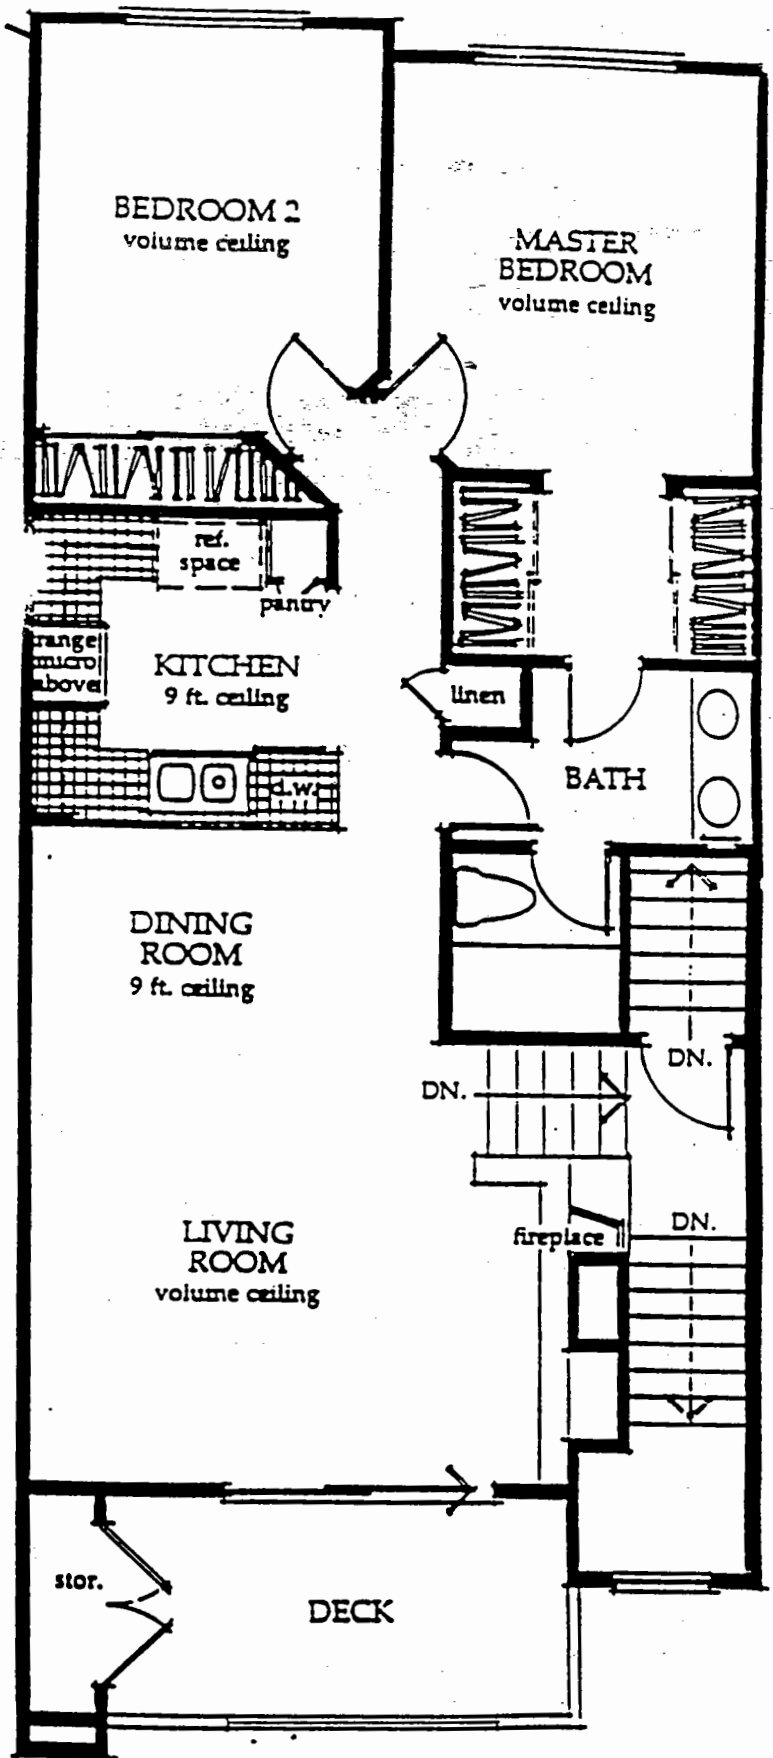 BEDROOM 2
volume ceiling
MASTER
BEDROOM
volume ceiling
ref.
space
pantry
range
micro
above
KITCHEN
9 ft. ceiling
linen
BATH
d.w.
DINING
ROOM
9 ft. ceiling
DN.
DN.
LIVING
ROOM
volume ceiling
fireplace
DN.
stor.
DECK